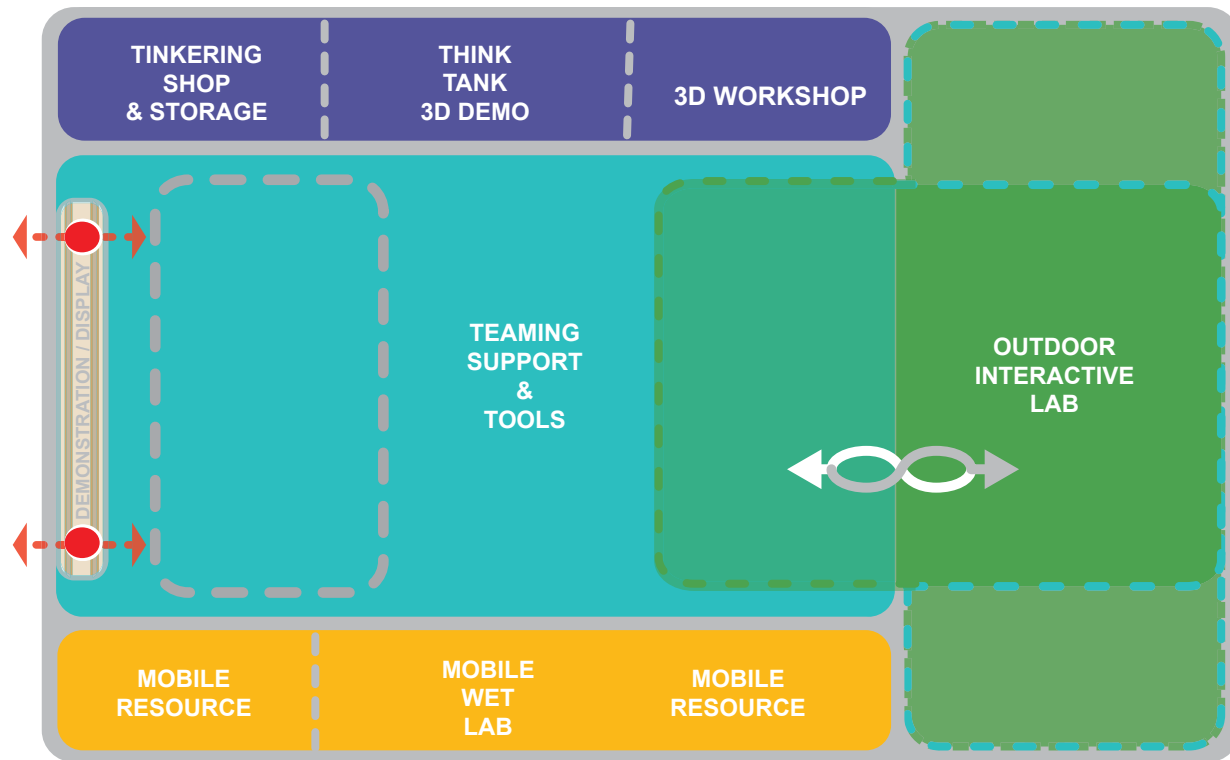 TINKERING
SHOP
& STORAGE
THINK
TANK
3D DEMO
3D WORKSHOP
DEMONSTRATION / DISPLAY
TEAMING
SUPPORT
&
TOOLS
OUTDOOR
INTERACTIVE
LAB
MOBILE
RESOURCE
MOBILE
WET
LAB
MOBILE
RESOURCE